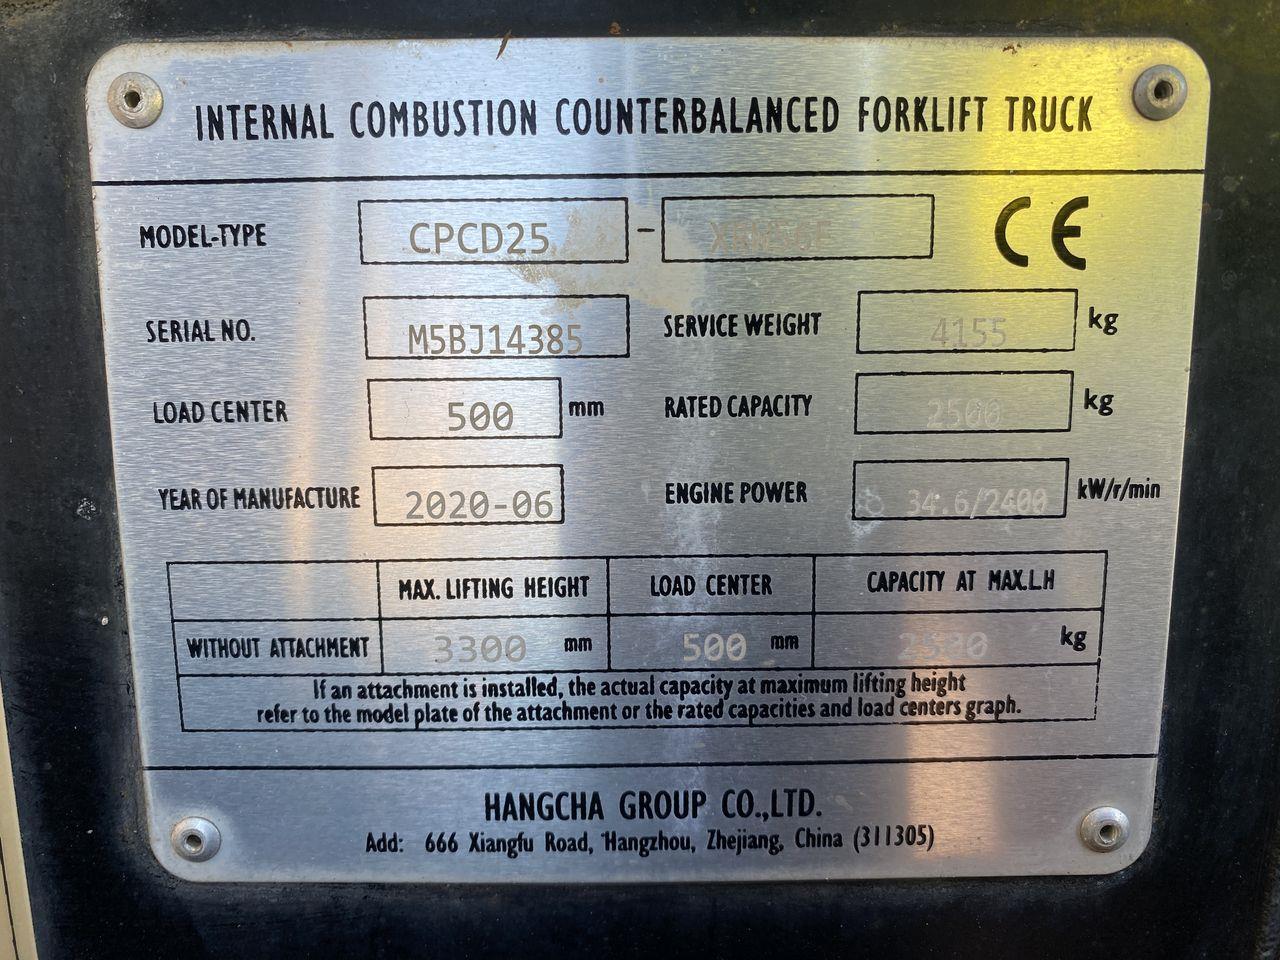 INTERNAL COMBUSTION COUNTERBALANCED FORKLIFT TRUCK
MODEL-TYPE CPCD25 - CE
SERIAL NO. M5BJ14385 SERVICE WEIGHT 4155 kg
LOAD CENTER 500 mm RATED CAPACITY 2500 kg
YEAR OF MANUFACTURE 2020-06 ENGINE POWER 34.6/2400 kW/r/min
MAX. LIFTING HEIGHT LOAD CENTER CAPACITY AT MAX.L.H
WITHOUT ATTACHMENT 3300 mm 500 mm 2500 kg
If an attachment is installed, the actual capacity at maximum lifting height
refer to the model plate of the attachment or the rated capacities and load centers graph.
HANGCHA GROUP CO.,LTD.
Add: 666 Xiangfu Road, Hangzhou, Zhejiang, China (311305)